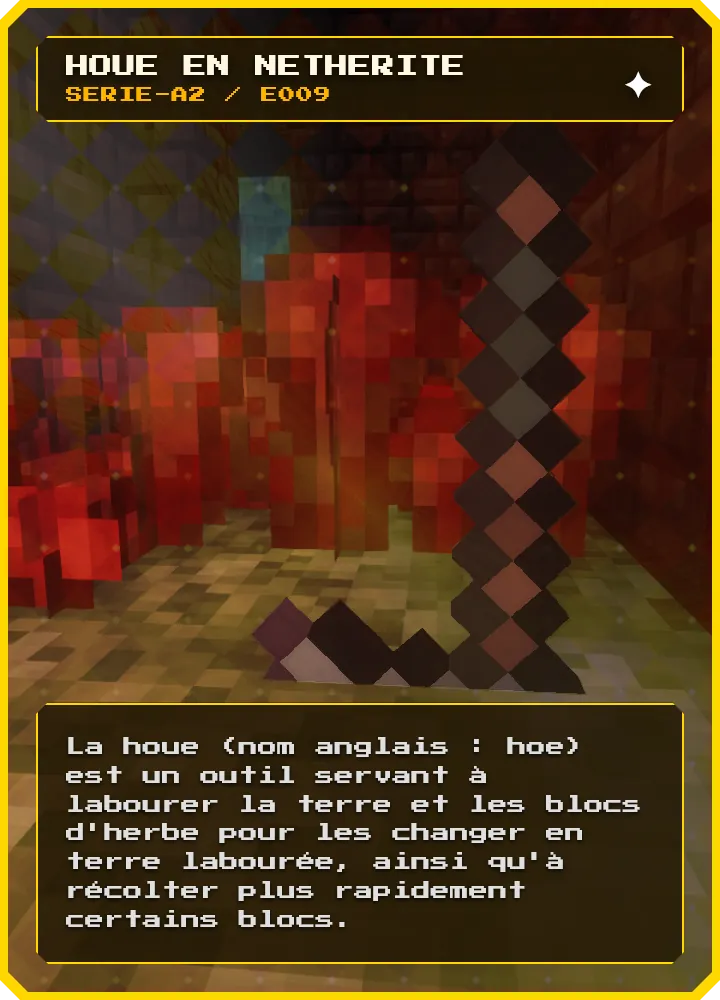 HOUE EN NETHERITE
SERIE-A2 / E009
La houe (nom anglais : hoe)
est un outil servant à
labourer la terre et les blocs
d'herbe pour les changer en
terre labourée, ainsi qu'à
récolter plus rapidement
certains blocs.